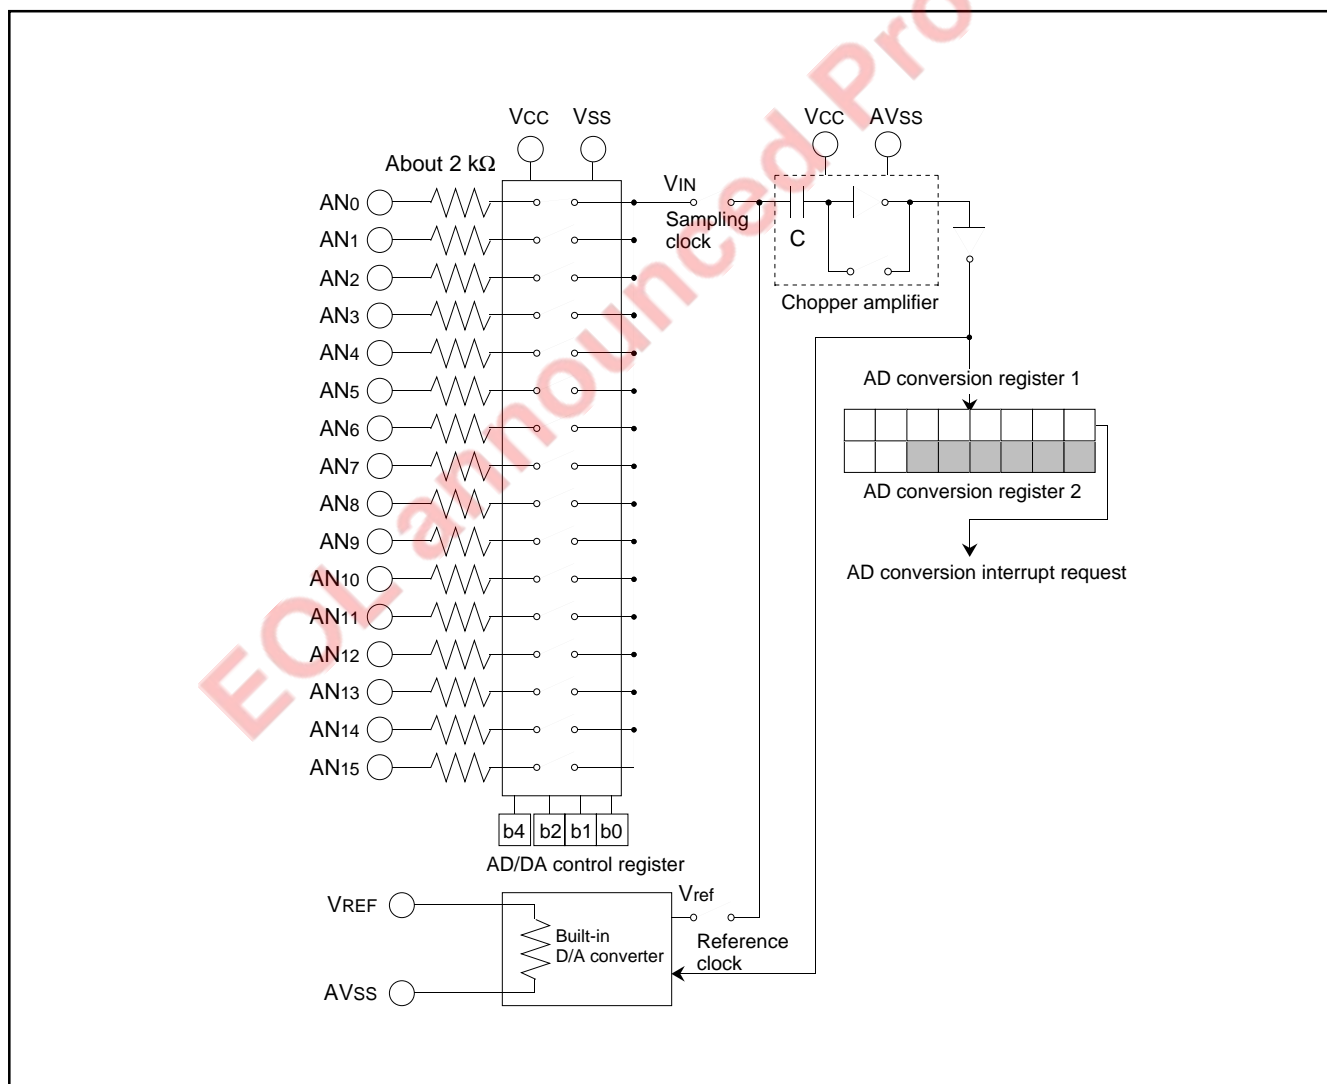 EOL announced Pro
VCC VSS
VCC AVSS
About 2 kΩ
VIN
Sampling
clock
C
Chopper amplifier
AN0
AN1
AN2
AN3
AN4
AN5
AN6
AN7
AN8
AN9
AN10
AN11
AN12
AN13
AN14
AN15
AD conversion register 1
AD conversion register 2
AD conversion interrupt request
b4 b2 b1 b0
AD/DA control register
VREF
AVSS
Built-in
D/A converter
Vref
Reference
clock